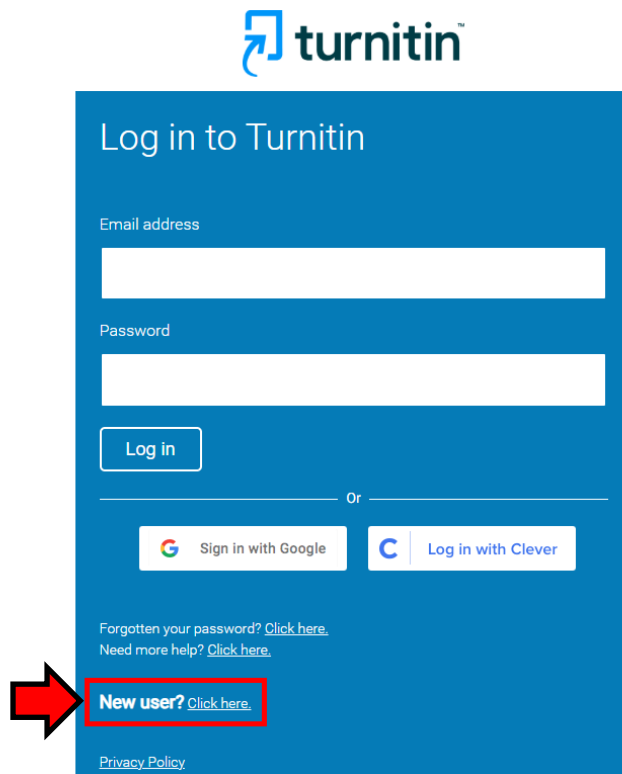 turnitin™
Log in to Turnitin
Email address
Password
Log in
Or
Sign in with Google
C Log in with Clever
Forgotten your password? Click here.
Need more help? Click here.
New user? Click here.
Privacy Policy